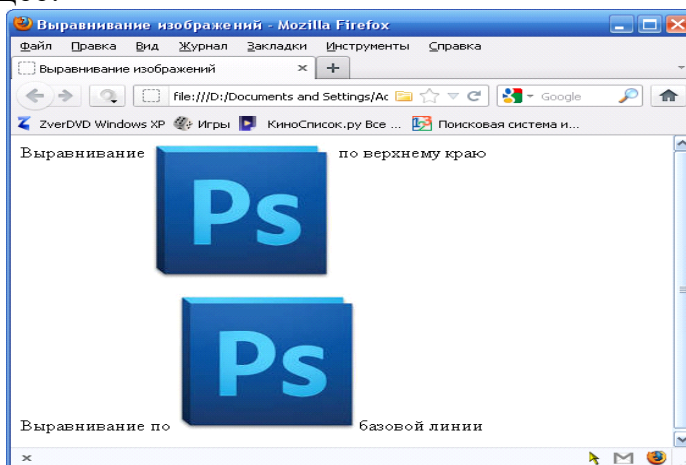 Выравнивание изображений - Mozilla Firefox
Файл Правка Вид Журнал Закладки Инструменты Справка
Выравнивание изображений × +
file:///D:/Documents and Settings/Ac Google
ZverDVD Windows XP Игры КиноСписок.ру Все ... Поисковая система и...
Выравнивание Ps по верхнему краю
Ps
Выравнивание по базовой линии
×